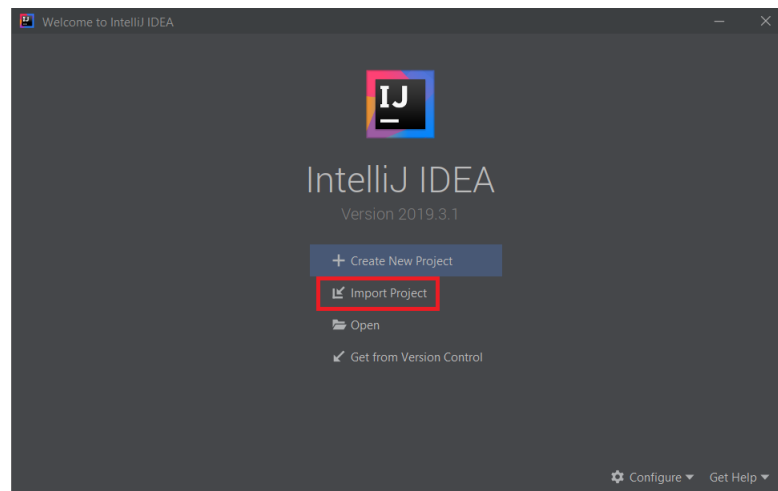 Welcome to IntelliJ IDEA
IJ
IntelliJ IDEA
Version 2019.3.1
Create New Project
Import Project
Open
Get from Version Control
Configure Get Help